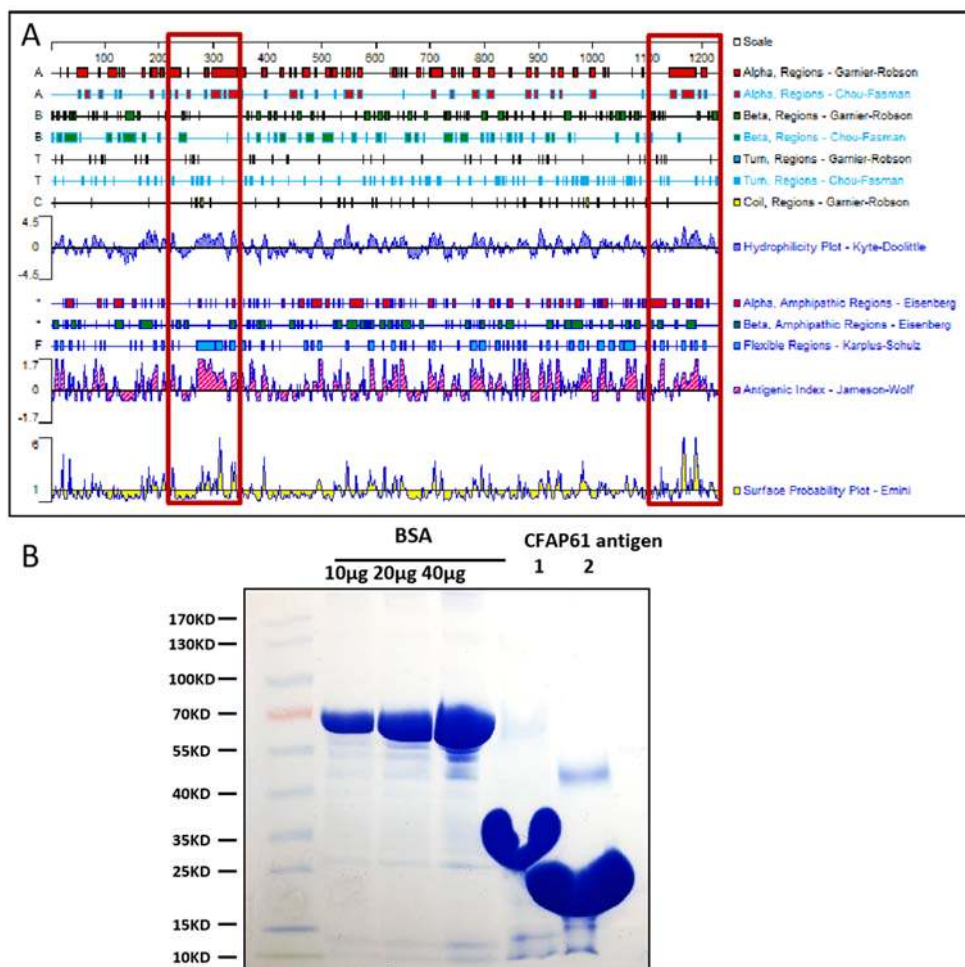 A
Scale
100 200 300 400 500 600 700 800 900 1000 1100 1200
A Alpha, Regions - Garnier-Robson
A Alpha, Regions - Chou-Fasman
B Beta, Regions - Garnier-Robson
B Beta, Regions - Chou-Fasman
T Turn, Regions - Garnier-Robson
T Turn, Regions - Chou-Fasman
C Coil, Regions - Garnier-Robson
4.5
0 Hydrophilicity Plot - Kyte-Doolittle
-4.5
* Alpha, Amphipathic Regions - Eisenberg
* Beta, Amphipathic Regions - Eisenberg
F Flexible Regions - Karplus-Schulz
1.7
0 Antigenic Index - Jameson-Wolf
-1.7
6
1 Surface Probability Plot - Emini
B
BSA CFAP61 antigen
10μg 20μg 40μg 1 2
170KD
130KD
100KD
70KD
55KD
40KD
35KD
25KD
15KD
10KD